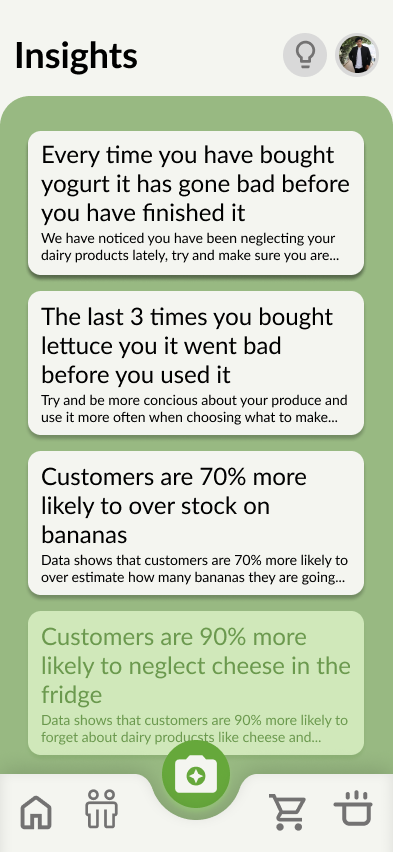 Insights
Every time you have bought
yogurt it has gone bad before
you have finished it
We have noticed you have been neglecting your
dairy products lately, try and make sure you are...
The last 3 times you bought
lettuce you it went bad
before you used it
Try and be more concious about your produce and
use it more often when choosing what to make...
Customers are 70% more
likely to over stock on
bananas
Data shows that customers are 70% more likely to
over estimate how many bananas they are going...
Customers are 90% more
likely to neglect cheese in the
fridge
Data shows that customers are 90% more likely to
forget about dairy producsts like cheese and...